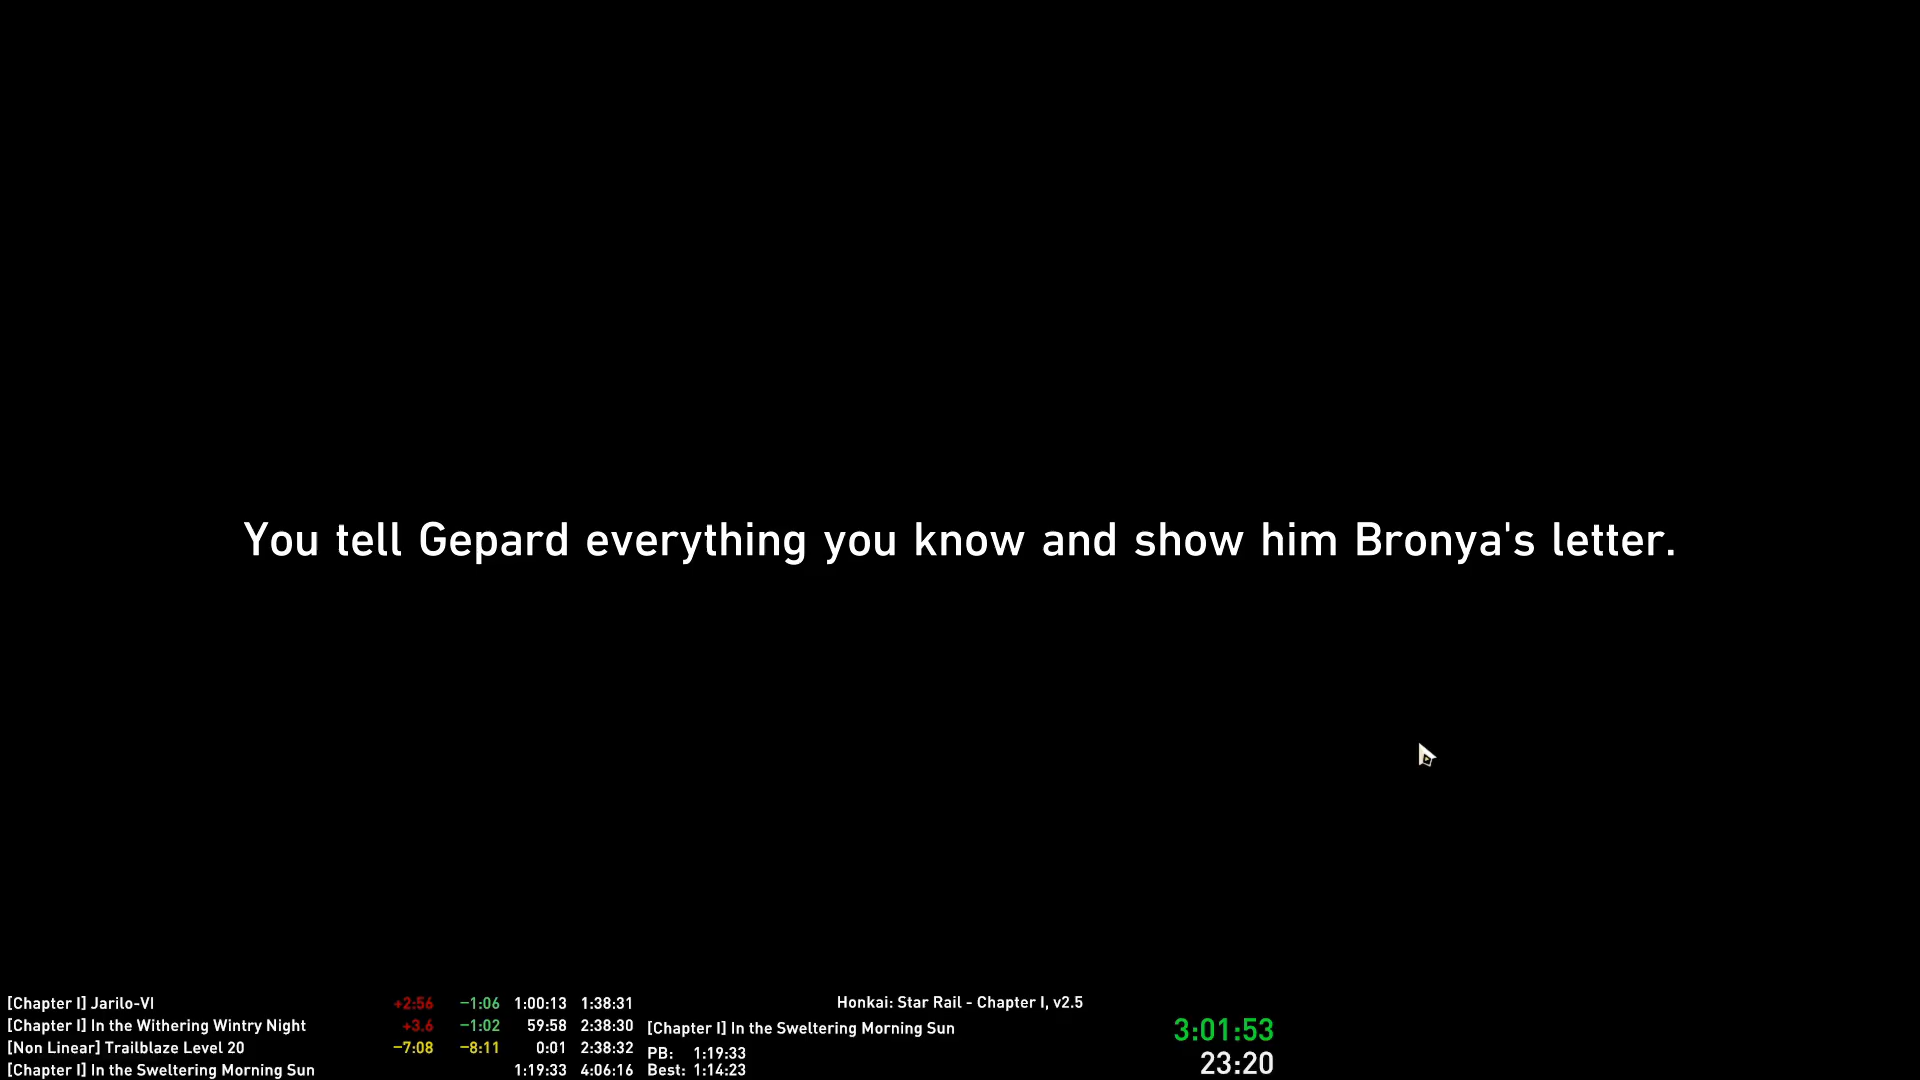 You tell Gepard everything you know and show him Bronya's letter.
[Chapter I] Jarilo-VI +2:56 −1:06 1:00:13 1:38:31
[Chapter I] In the Withering Wintry Night +3.6 −1:02 59:58 2:38:30
[Non Linear] Trailblaze Level 20 −7:08 −8:11 0:01 2:38:32
[Chapter I] In the Sweltering Morning Sun 1:19:33 4:06:16
Honkai: Star Rail - Chapter I, v2.5
[Chapter I] In the Sweltering Morning Sun
PB: 1:19:33
Best: 1:14:23
3:01:53
23:20